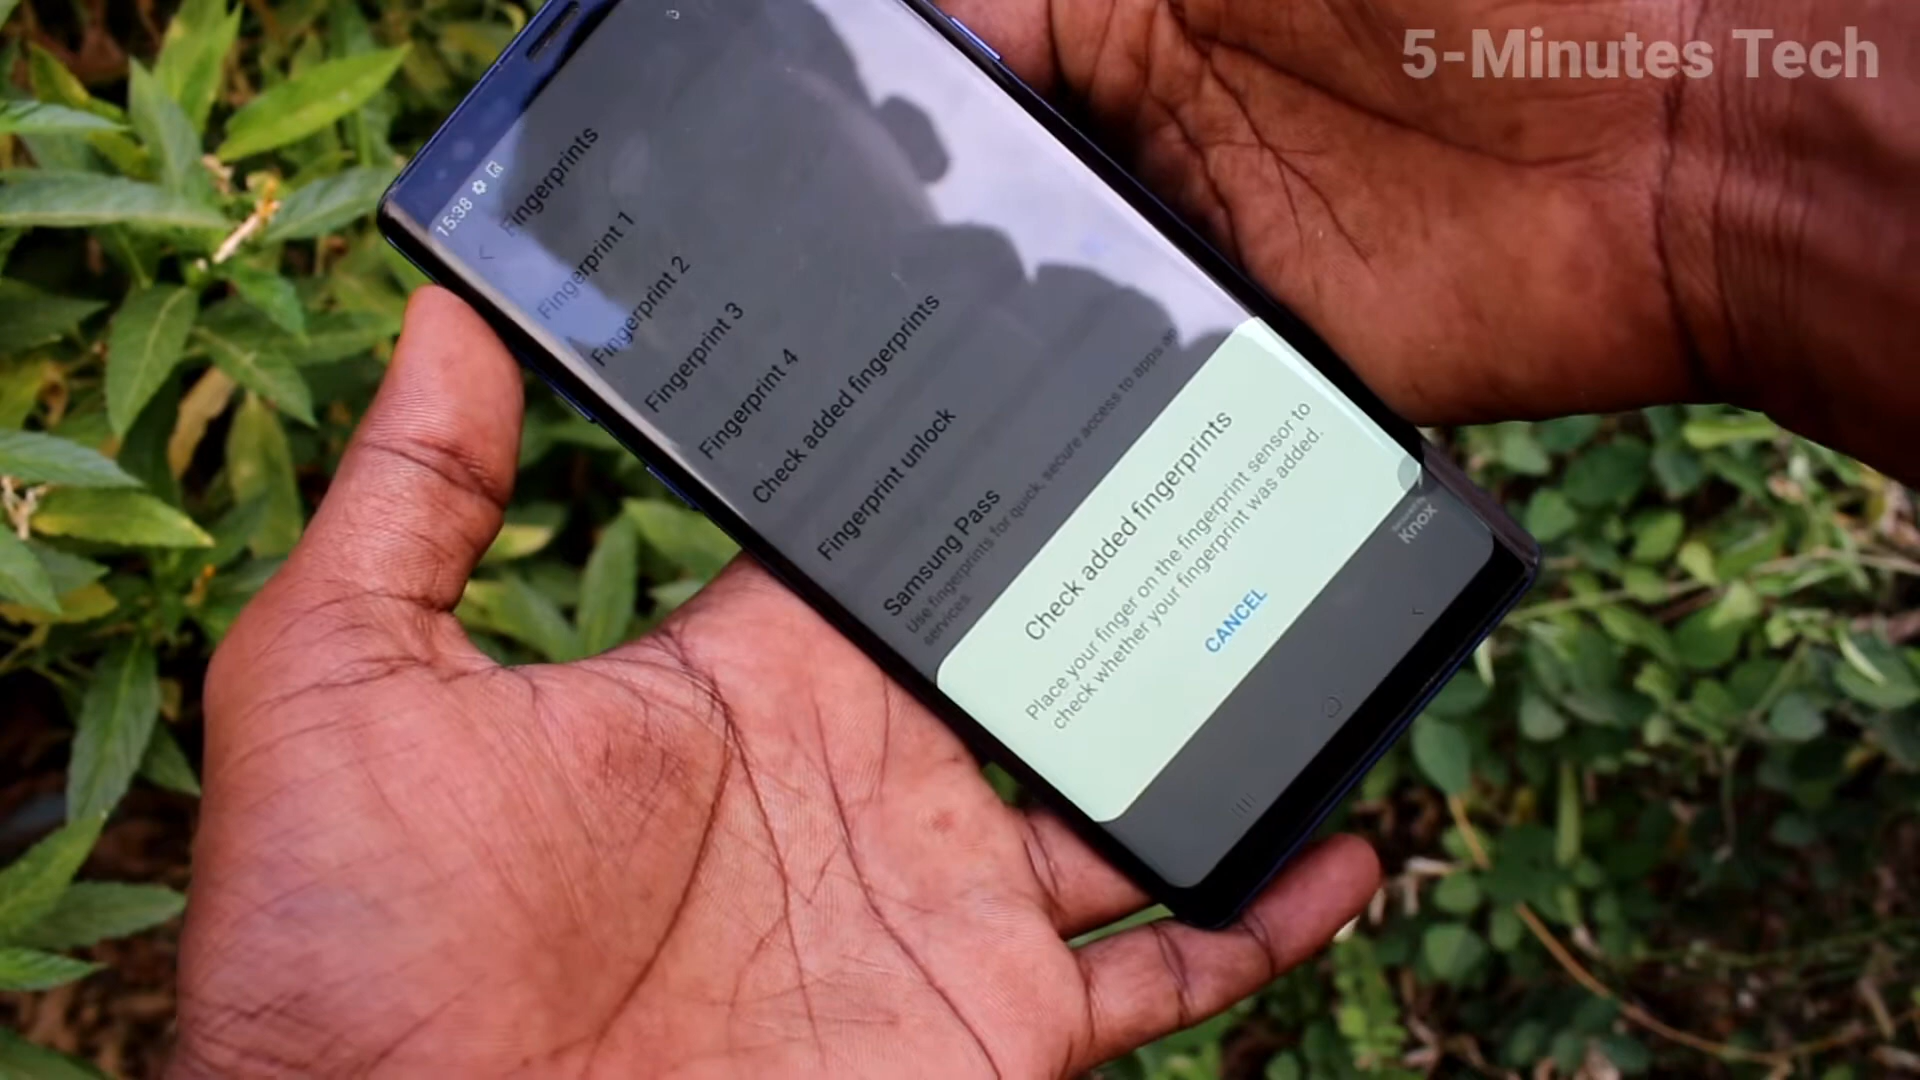 5-Minutes Tech
15:38
Fingerprints
Fingerprint 1
Fingerprint 2
Fingerprint 3
Fingerprint 4
Check added fingerprints
Fingerprint unlock
Samsung Pass
Use fingerprints for quick, secure access to apps an
services.
Check added fingerprints
Place your finger on the fingerprint sensor to
check whether your fingerprint was added.
CANCEL
Knox